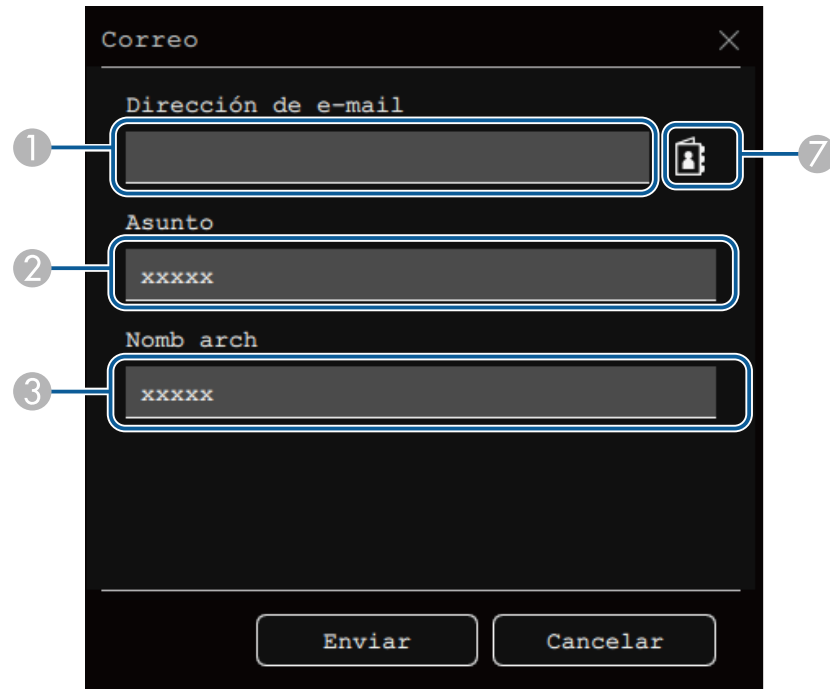 Correo
Dirección de e-mail
1
7
Asunto
2
xxxxx
Nomb arch
3
xxxxx
Enviar Cancelar